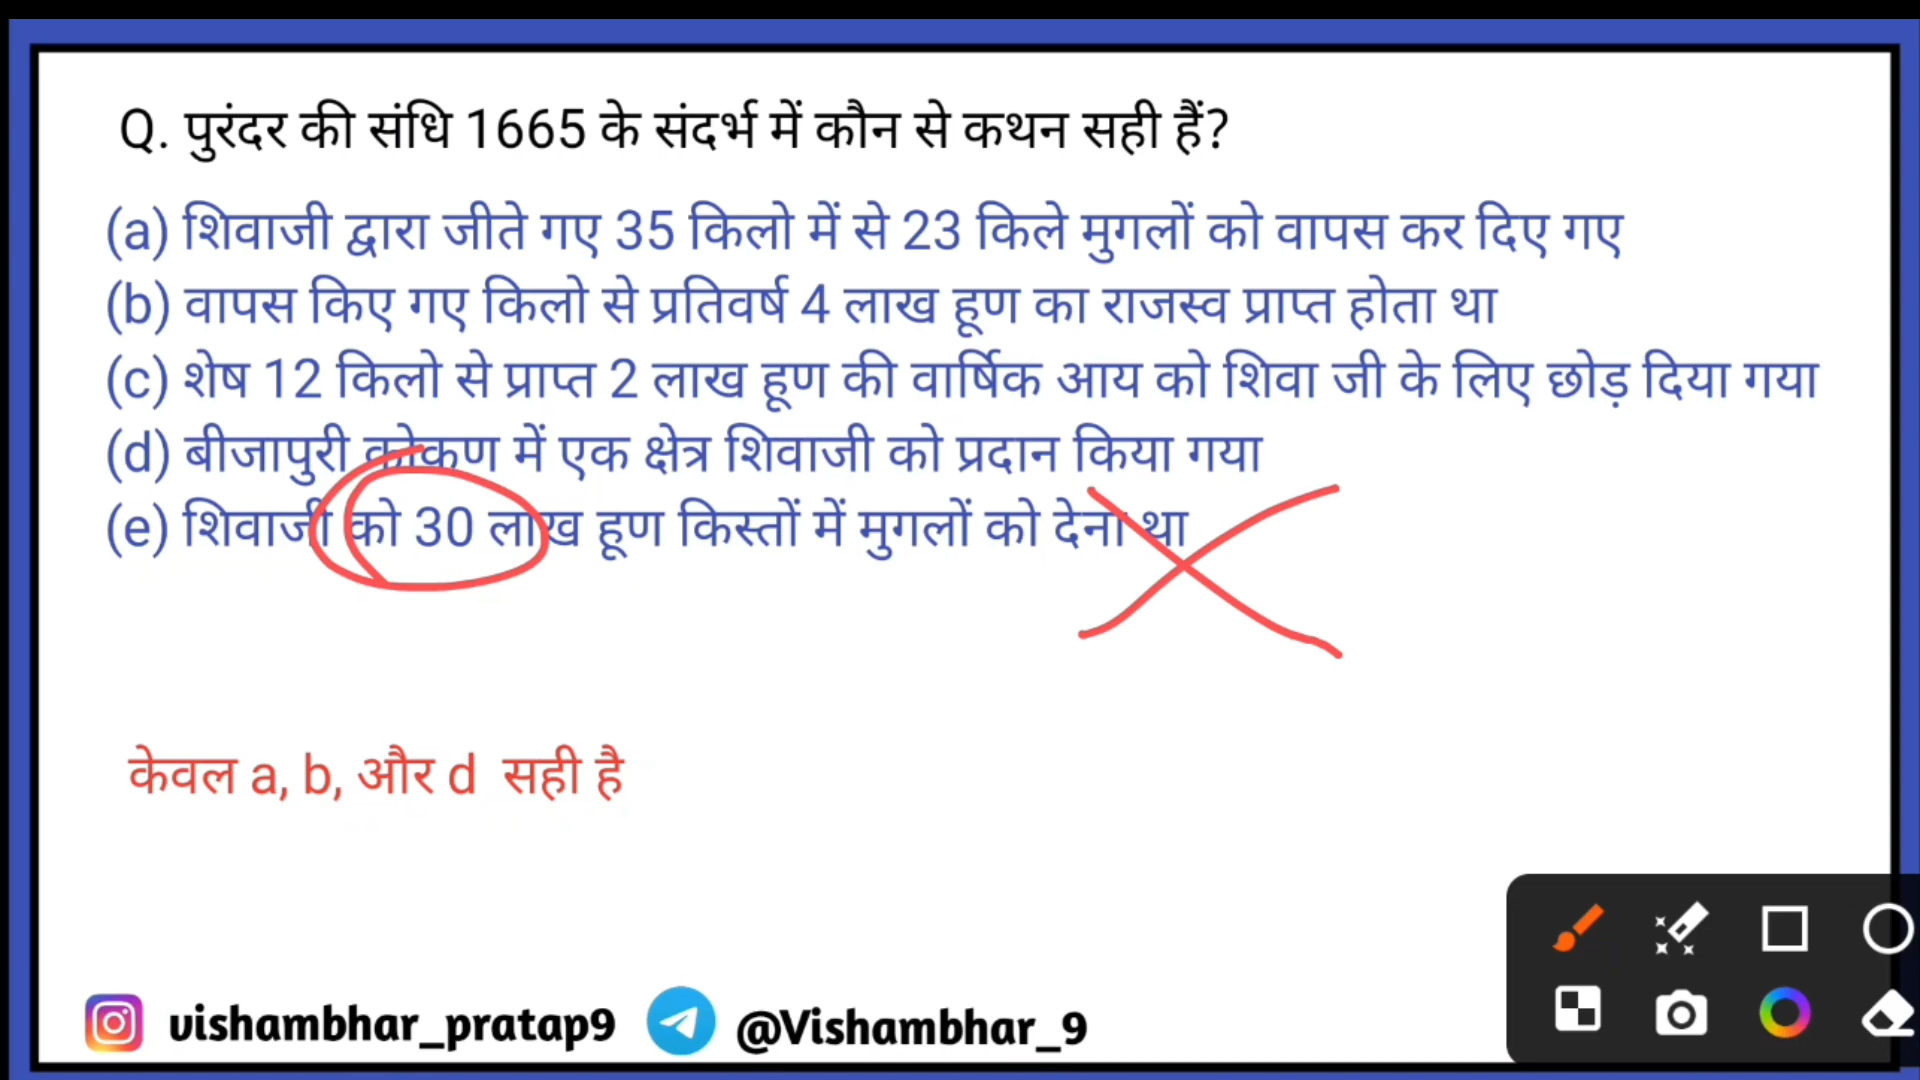 Q. पुरंदर की संधि 1665 के संदर्भ में कौन से कथन सही हैं?
(a) शिवाजी द्वारा जीते गए 35 किलो में से 23 किले मुगलों को वापस कर दिए गए
(b) वापस किए गए किलो से प्रतिवर्ष 4 लाख हूण का राजस्व प्राप्त होता था
(c) शेष 12 किलो से प्राप्त 2 लाख हूण की वार्षिक आय को शिवा जी के लिए छोड़ दिया गया
(d) बीजापुरी कोकण में एक क्षेत्र शिवाजी को प्रदान किया गया
(e) शिवाजी को 30 लाख हूण किस्तों में मुगलों को देना था
केवल a, b, और d सही है
vishambhar_pratap9 @Vishambhar_9